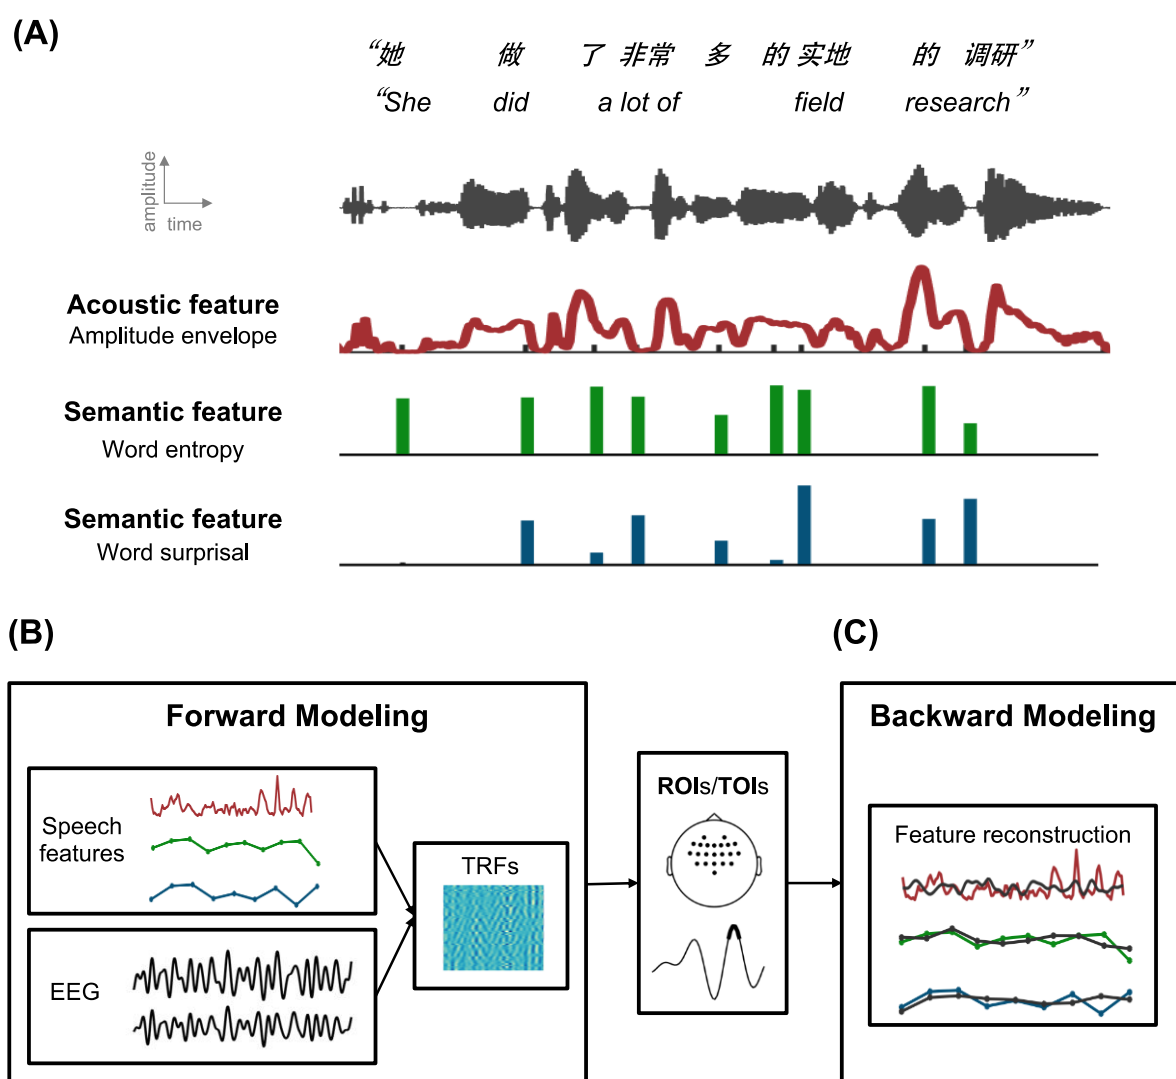 (A)
“她 做 了 非常 多 的 实地 的 调研”
“She did a lot of field research”
amplitude
time
Acoustic feature
Amplitude envelope
Semantic feature
Word entropy
Semantic feature
Word surprisal
(B)
(C)
Forward Modeling
Backward Modeling
ROIs/TOIs
Speech
features
TRFs
Feature reconstruction
EEG